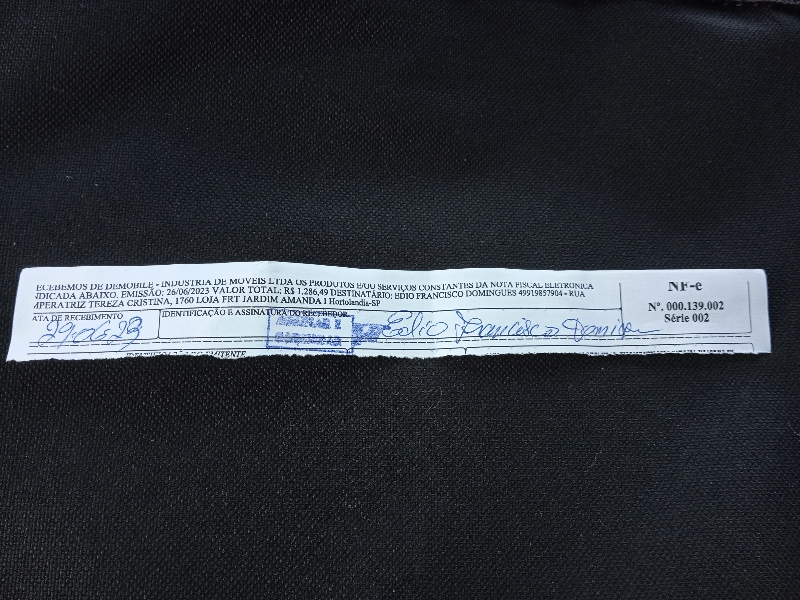 ECEBEMOS DE DEMOBILE - INDUSTRIA DE MOVEIS LTDA OS PRODUTOS E/OU SERVIÇOS CONSTANTES DA NOTA FISCAL ELETRONICA
NDICADA ABAIXO. EMISSÃO: 26/06/2023 VALOR TOTAL: R$ 1.286,49 DESTINATÁRIO: EDIO FRANCISCO DOMINGUES 49919857904 - RUA
MPERATRIZ TEREZA CRISTINA, 1760 LOJA FRT JARDIM AMANDA I Hortolandia-SP
NF-e
Nº. 000.139.002
Série 002
ATA DE RECEBIMENTO
29.06.23
IDENTIFICAÇÃO E ASSINATURA DO RECEBEDOR
Edio Francisco